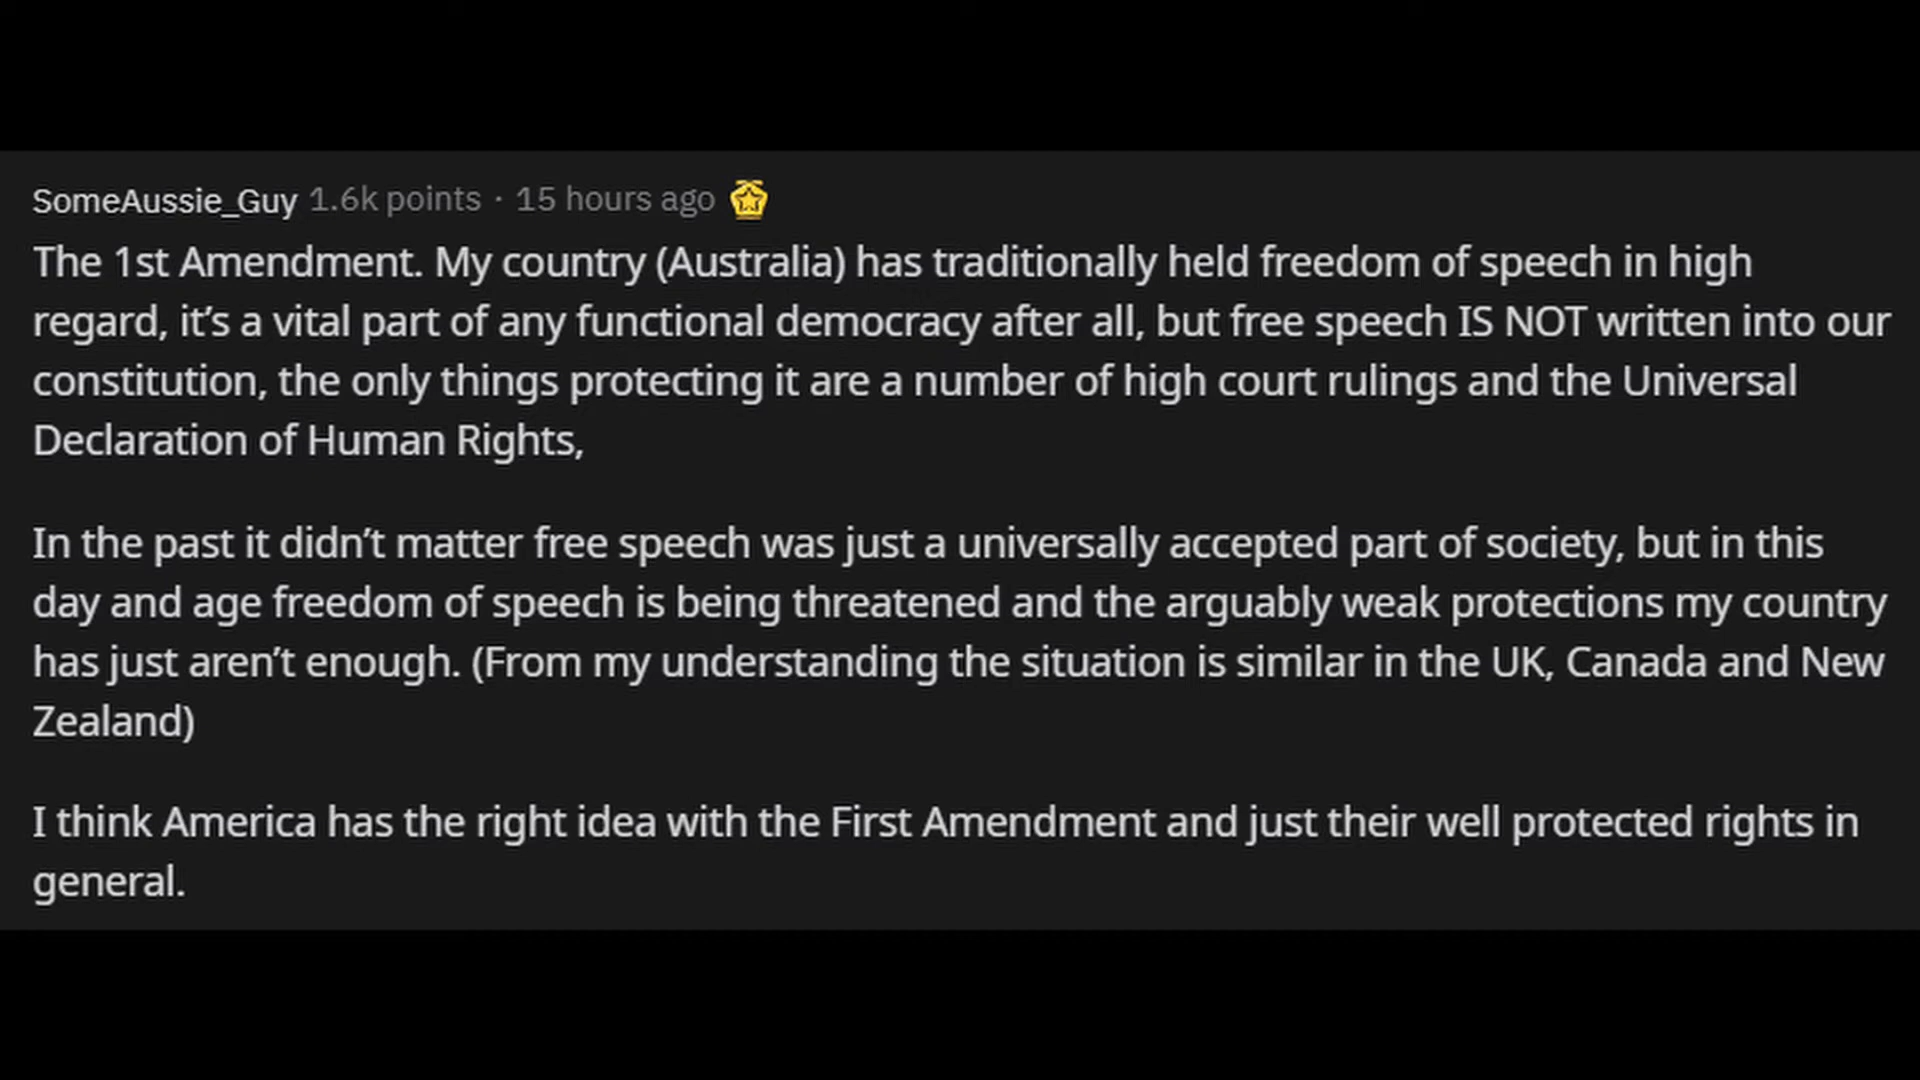 SomeAussie_Guy 1.6k points · 15 hours ago
The 1st Amendment. My country (Australia) has traditionally held freedom of speech in high
regard, it’s a vital part of any functional democracy after all, but free speech IS NOT written into our
constitution, the only things protecting it are a number of high court rulings and the Universal
Declaration of Human Rights,
In the past it didn’t matter free speech was just a universally accepted part of society, but in this
day and age freedom of speech is being threatened and the arguably weak protections my country
has just aren’t enough. (From my understanding the situation is similar in the UK, Canada and New
Zealand)
I think America has the right idea with the First Amendment and just their well protected rights in
general.